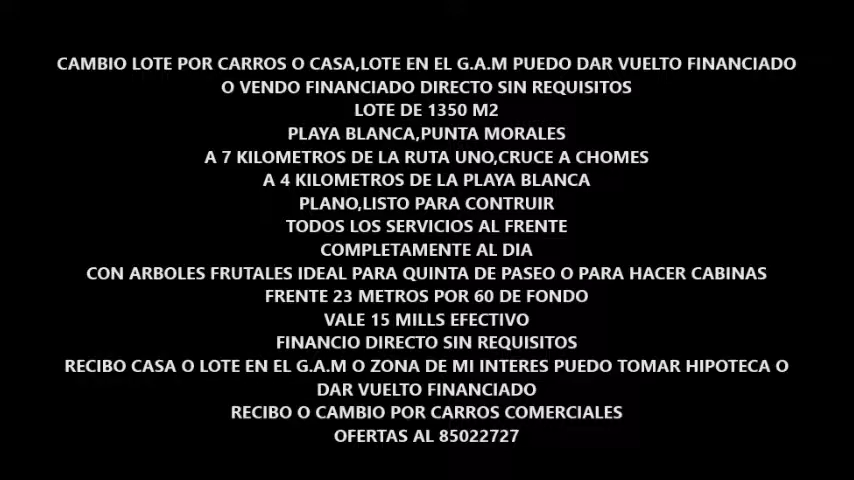 CAMBIO LOTE POR CARROS O CASA,LOTE EN EL G.A.M PUEDO DAR VUELTO FINANCIADO
O VENDO FINANCIADO DIRECTO SIN REQUISITOS
LOTE DE 1350 M2
PLAYA BLANCA,PUNTA MORALES
A 7 KILOMETROS DE LA RUTA UNO,CRUCE A CHOMES
A 4 KILOMETROS DE LA PLAYA BLANCA
PLANO,LISTO PARA CONTRUIR
TODOS LOS SERVICIOS AL FRENTE
COMPLETAMENTE AL DIA
CON ARBOLES FRUTALES IDEAL PARA QUINTA DE PASEO O PARA HACER CABINAS
FRENTE 23 METROS POR 60 DE FONDO
VALE 15 MILLS EFECTIVO
FINANCIO DIRECTO SIN REQUISITOS
RECIBO CASA O LOTE EN EL G.A.M O ZONA DE MI INTERES PUEDO TOMAR HIPOTECA O
DAR VUELTO FINANCIADO
RECIBO O CAMBIO POR CARROS COMERCIALES
OFERTAS AL 85022727